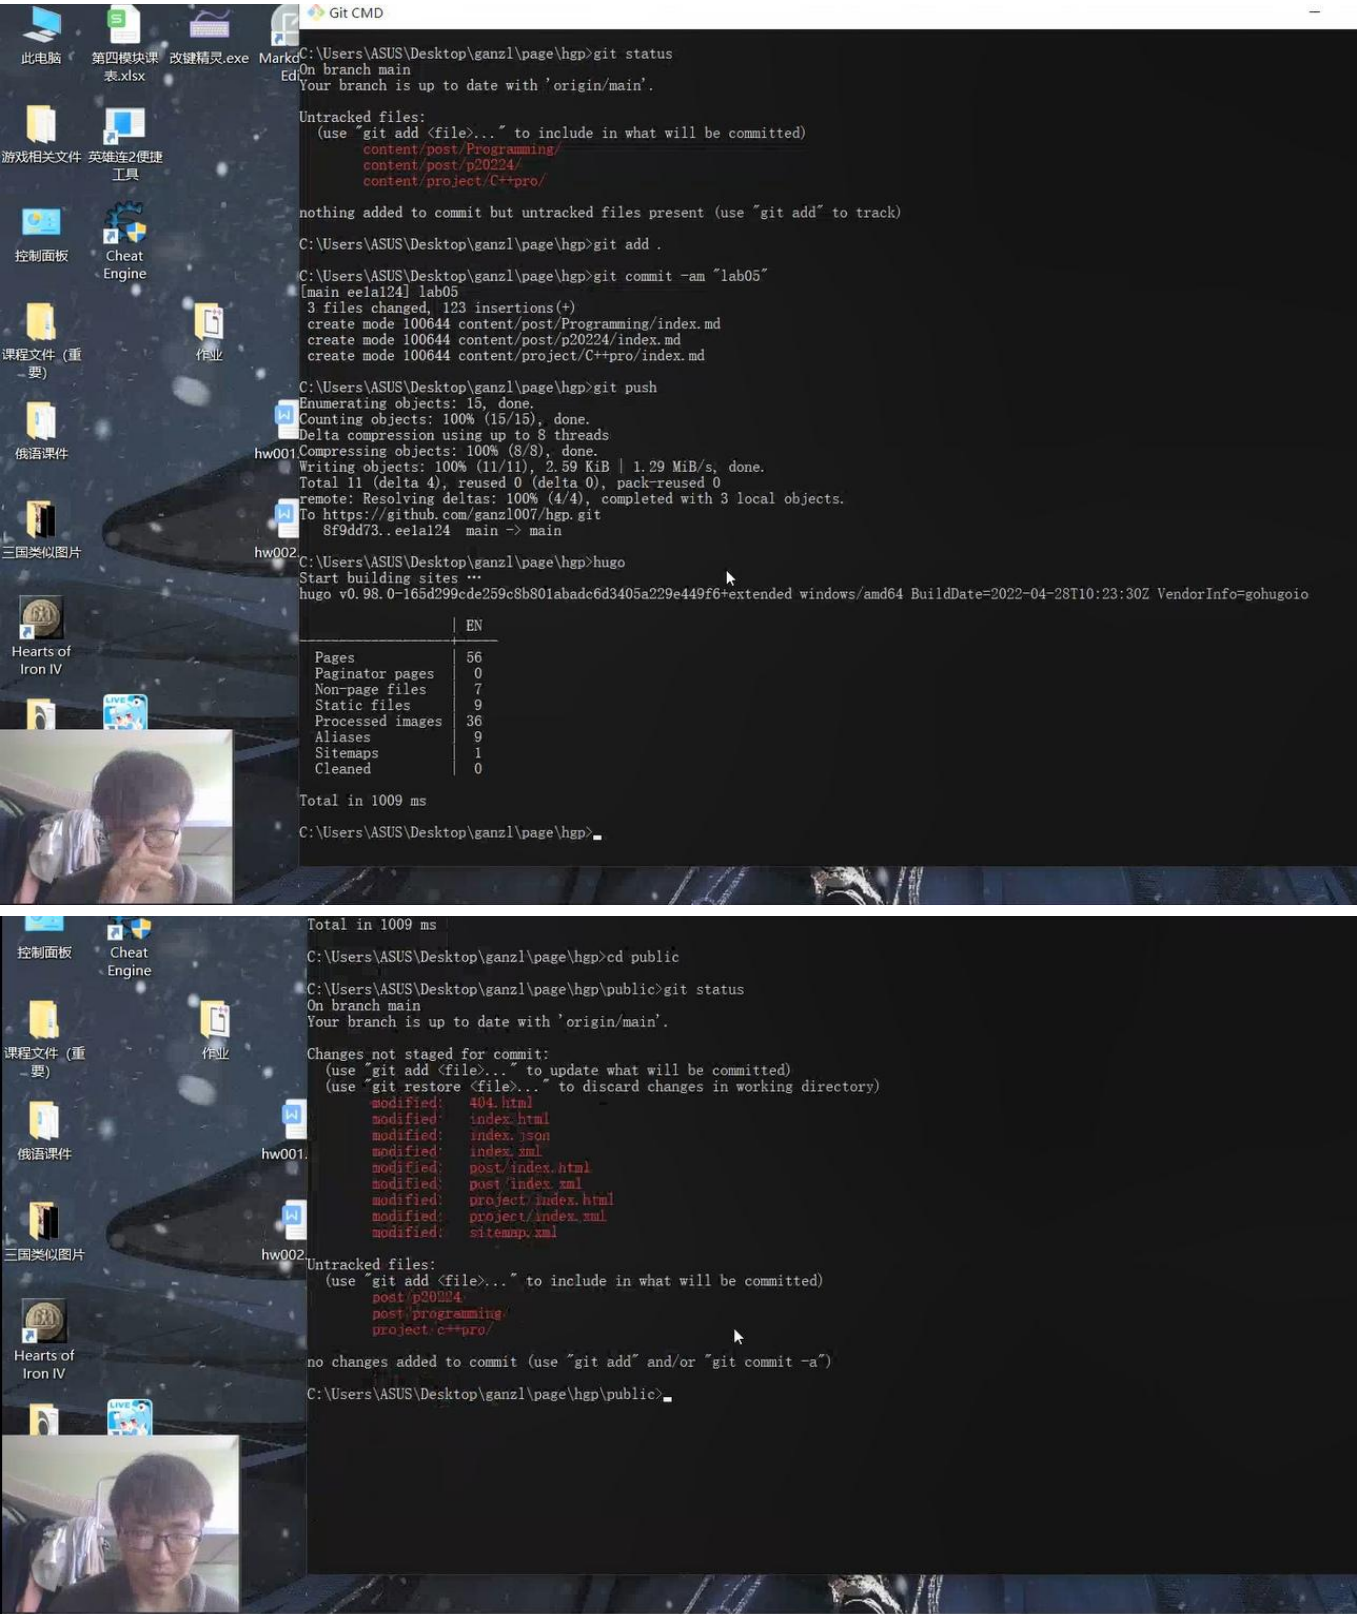 Git CMD
此电脑
第四模块课
表.xlsx
改键精灵.exe
Markd
Edi
游戏相关文件
英雄连2便捷
工具
控制面板
Cheat
Engine
课程文件（重
要)
作业
俄语课件
hw001.
三国类似图片
hw002.
Hearts of
Iron IV
LIVE
C:\Users\ASUS\Desktop\ganzl\page\hgp>git status
On branch main
Your branch is up to date with 'origin/main'.
Untracked files:
(use "git add <file>..." to include in what will be committed)
content/post/Programming/
content/post/p20224/
content/project/C++pro/
nothing added to commit but untracked files present (use "git add" to track)
C:\Users\ASUS\Desktop\ganzl\page\hgp>git add .
C:\Users\ASUS\Desktop\ganzl\page\hgp>git commit -am "lab05"
[main ee1a124] lab05
3 files changed, 123 insertions(+)
create mode 100644 content/post/Programming/index.md
create mode 100644 content/post/p20224/index.md
create mode 100644 content/project/C++pro/index.md
C:\Users\ASUS\Desktop\ganzl\page\hgp>git push
Enumerating objects: 15, done.
Counting objects: 100% (15/15), done.
Delta compression using up to 8 threads
Compressing objects: 100% (8/8), done.
Writing objects: 100% (11/11), 2.59 KiB | 1.29 MiB/s, done.
Total 11 (delta 4), reused 0 (delta 0), pack-reused 0
remote: Resolving deltas: 100% (4/4), completed with 3 local objects.
To https://github.com/ganzl007/hgp.git
8f9dd73..ee1a124  main -> main
C:\Users\ASUS\Desktop\ganzl\page\hgp>hugo
Start building sites …
hugo v0.98.0-165d299cde259c8b801abadc6d3405a229e449f6+extended windows/amd64 BuildDate=2022-04-28T10:23:30Z VendorInfo=gohugoio
| EN
Pages | 56
Paginator pages | 0
Non-page files | 7
Static files | 9
Processed images | 36
Aliases | 9
Sitemaps | 1
Cleaned | 0
Total in 1009 ms
C:\Users\ASUS\Desktop\ganzl\page\hgp>
控制面板
Cheat
Engine
课程文件（重
要)
作业
俄语课件
hw001.
三国类似图片
hw002.
Hearts of
Iron IV
LIVE
Total in 1009 ms
C:\Users\ASUS\Desktop\ganzl\page\hgp>cd public
C:\Users\ASUS\Desktop\ganzl\page\hgp\public>git status
On branch main
Your branch is up to date with 'origin/main'.
Changes not staged for commit:
(use "git add <file>..." to update what will be committed)
(use "git restore <file>..." to discard changes in working directory)
modified: 404.html
modified: index.html
modified: index.json
modified: index.xml
modified: post/index.html
modified: post/index.xml
modified: project/index.html
modified: project/index.xml
modified: sitemap.xml
Untracked files:
(use "git add <file>..." to include in what will be committed)
post/p20224/
post/programming/
project/c++pro/
no changes added to commit (use "git add" and/or "git commit -a")
C:\Users\ASUS\Desktop\ganzl\page\hgp\public>